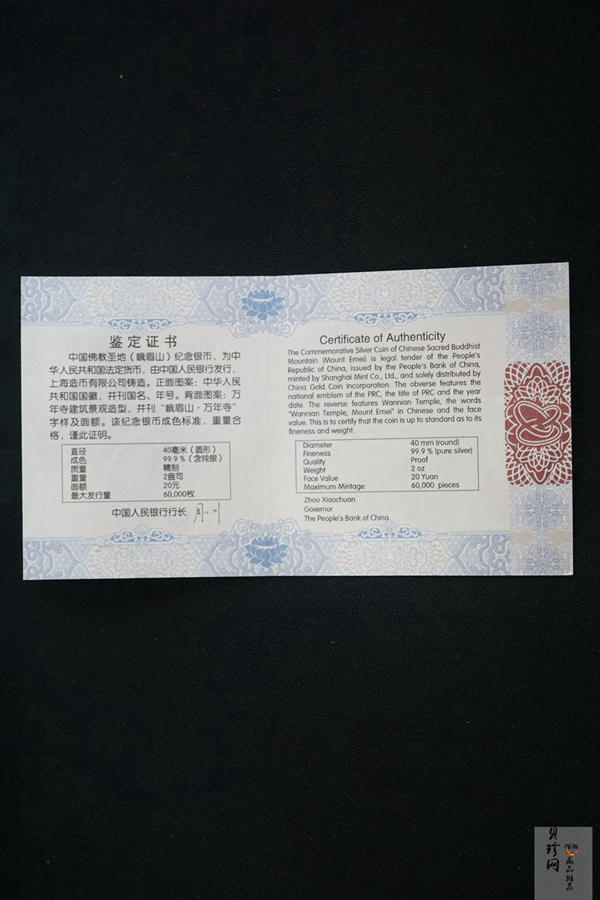 鉴定证书
中国佛教圣地（峨眉山）纪念银币，为中
华人民共和国法定货币，由中国人民银行发行，
上海造币有限公司铸造。正面图案：中华人民
共和国国徽，并刊国名、年号。背面图案：万
年寺建筑景观造型，并刊“峨眉山·万年寺”
字样及面额。该纪念银币成色标准，重量合
格，谨此证明。
直径 40毫米（圆形）
成色 99.9％（含纯银）
质量 精制
重量 2盎司
面额 20元
最大发行量 60,000枚
中国人民银行行长
Certificate of Authenticity
The Commemorative Silver Coin of Chinese Sacred Buddhist
Mountain (Mount Emei) is legal tender of the People's
Republic of China, issued by the People's Bank of China,
minted by Shanghai Mint Co., Ltd., and solely distributed by
China Gold Coin Incorporation. The obverse features the
national emblem of the PRC, the title of PRC and the year
date. The reverse features Wannian Temple, the words
"Wannian Temple, Mount Emei" in Chinese and the face
value. This is to certify that the coin is up to standard as to its
fineness and weight.
Diameter 40 mm (round)
Fineness 99.9 % (pure silver)
Quality Proof
Weight 2 oz
Face Value 20 Yuan
Maximum Mintage 60,000 pieces
Zhou Xiaochuan
Governor
The People's Bank of China
贝珍网